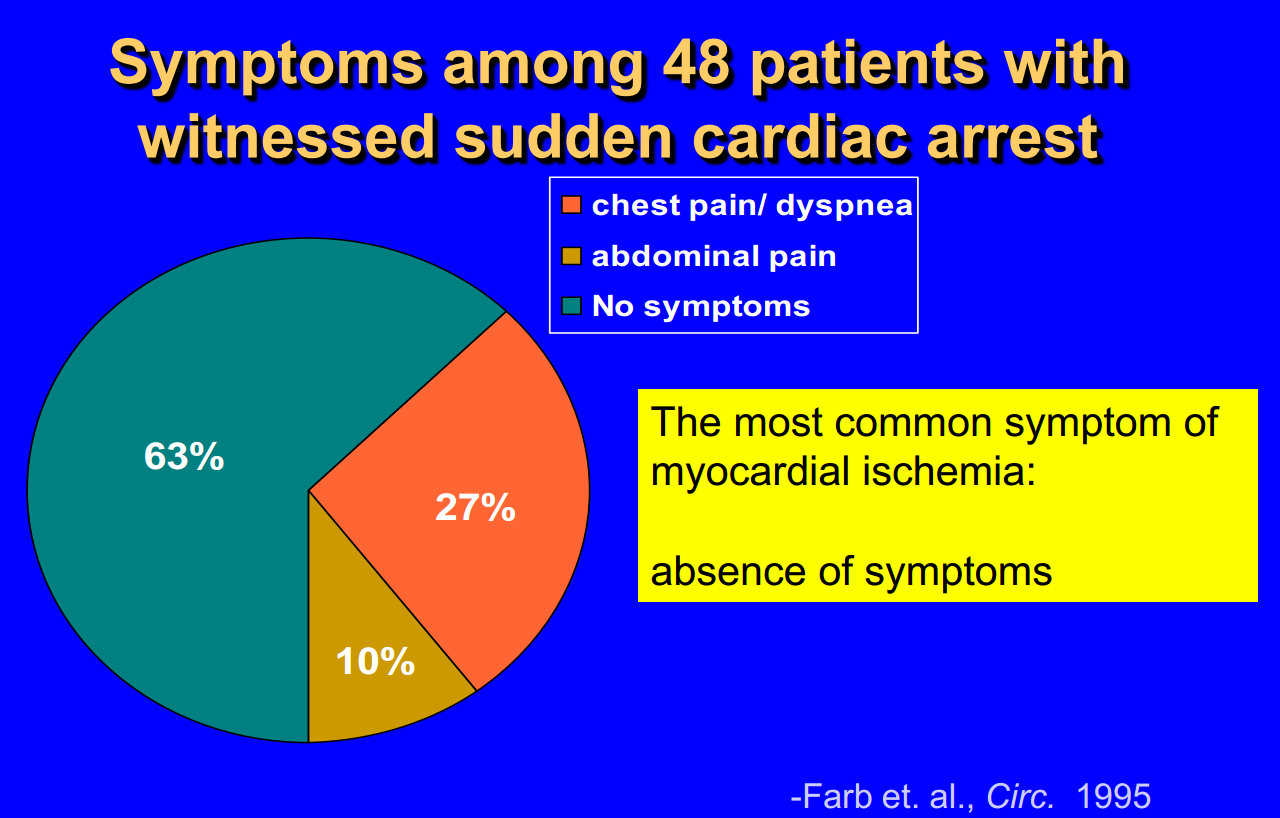 Symptoms among 48 patients with
witnessed sudden cardiac arrest
chest pain/ dyspnea
abdominal pain
No symptoms
63%
27%
10%
The most common symptom of
myocardial ischemia:
absence of symptoms
-Farb et. al., Circ. 1995